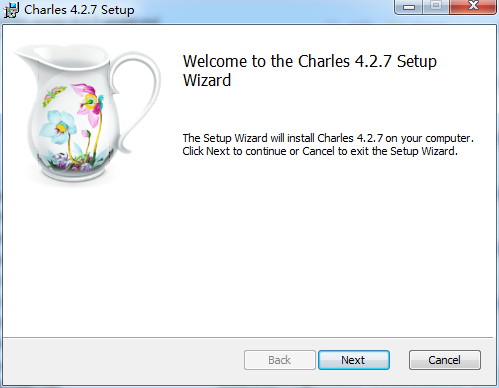 Charles 4.2.7 Setup
Welcome to the Charles 4.2.7 Setup
Wizard
The Setup Wizard will install Charles 4.2.7 on your computer.
Click Next to continue or Cancel to exit the Setup Wizard.
Back
Next
Cancel